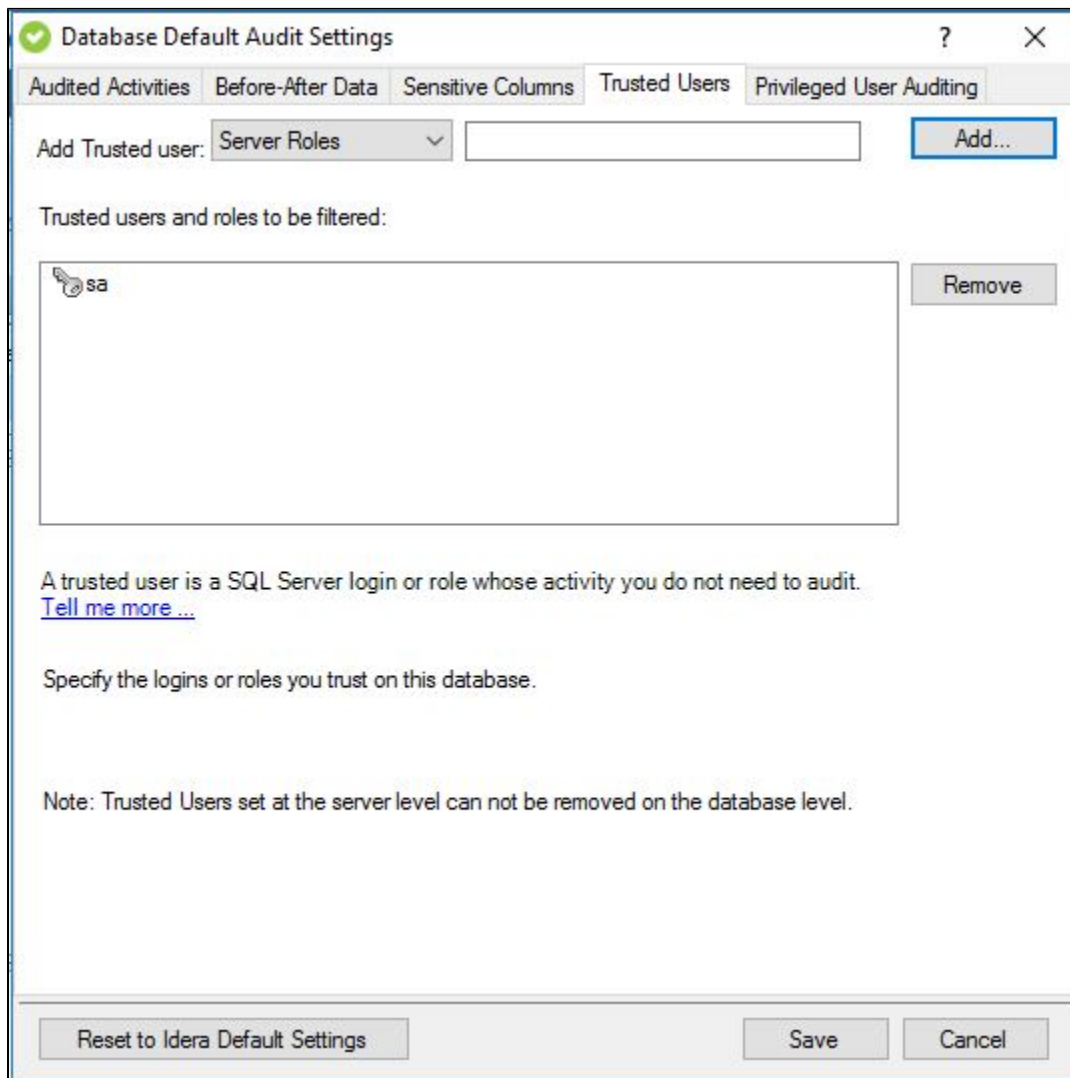 Database Default Audit Settings
? X
Audited Activities Before-After Data Sensitive Columns Trusted Users Privileged User Auditing
Add Trusted user: Server Roles Add...
Trusted users and roles to be filtered:
sa Remove
A trusted user is a SQL Server login or role whose activity you do not need to audit.
Tell me more ...
Specify the logins or roles you trust on this database.
Note: Trusted Users set at the server level can not be removed on the database level.
Reset to Idera Default Settings Save Cancel